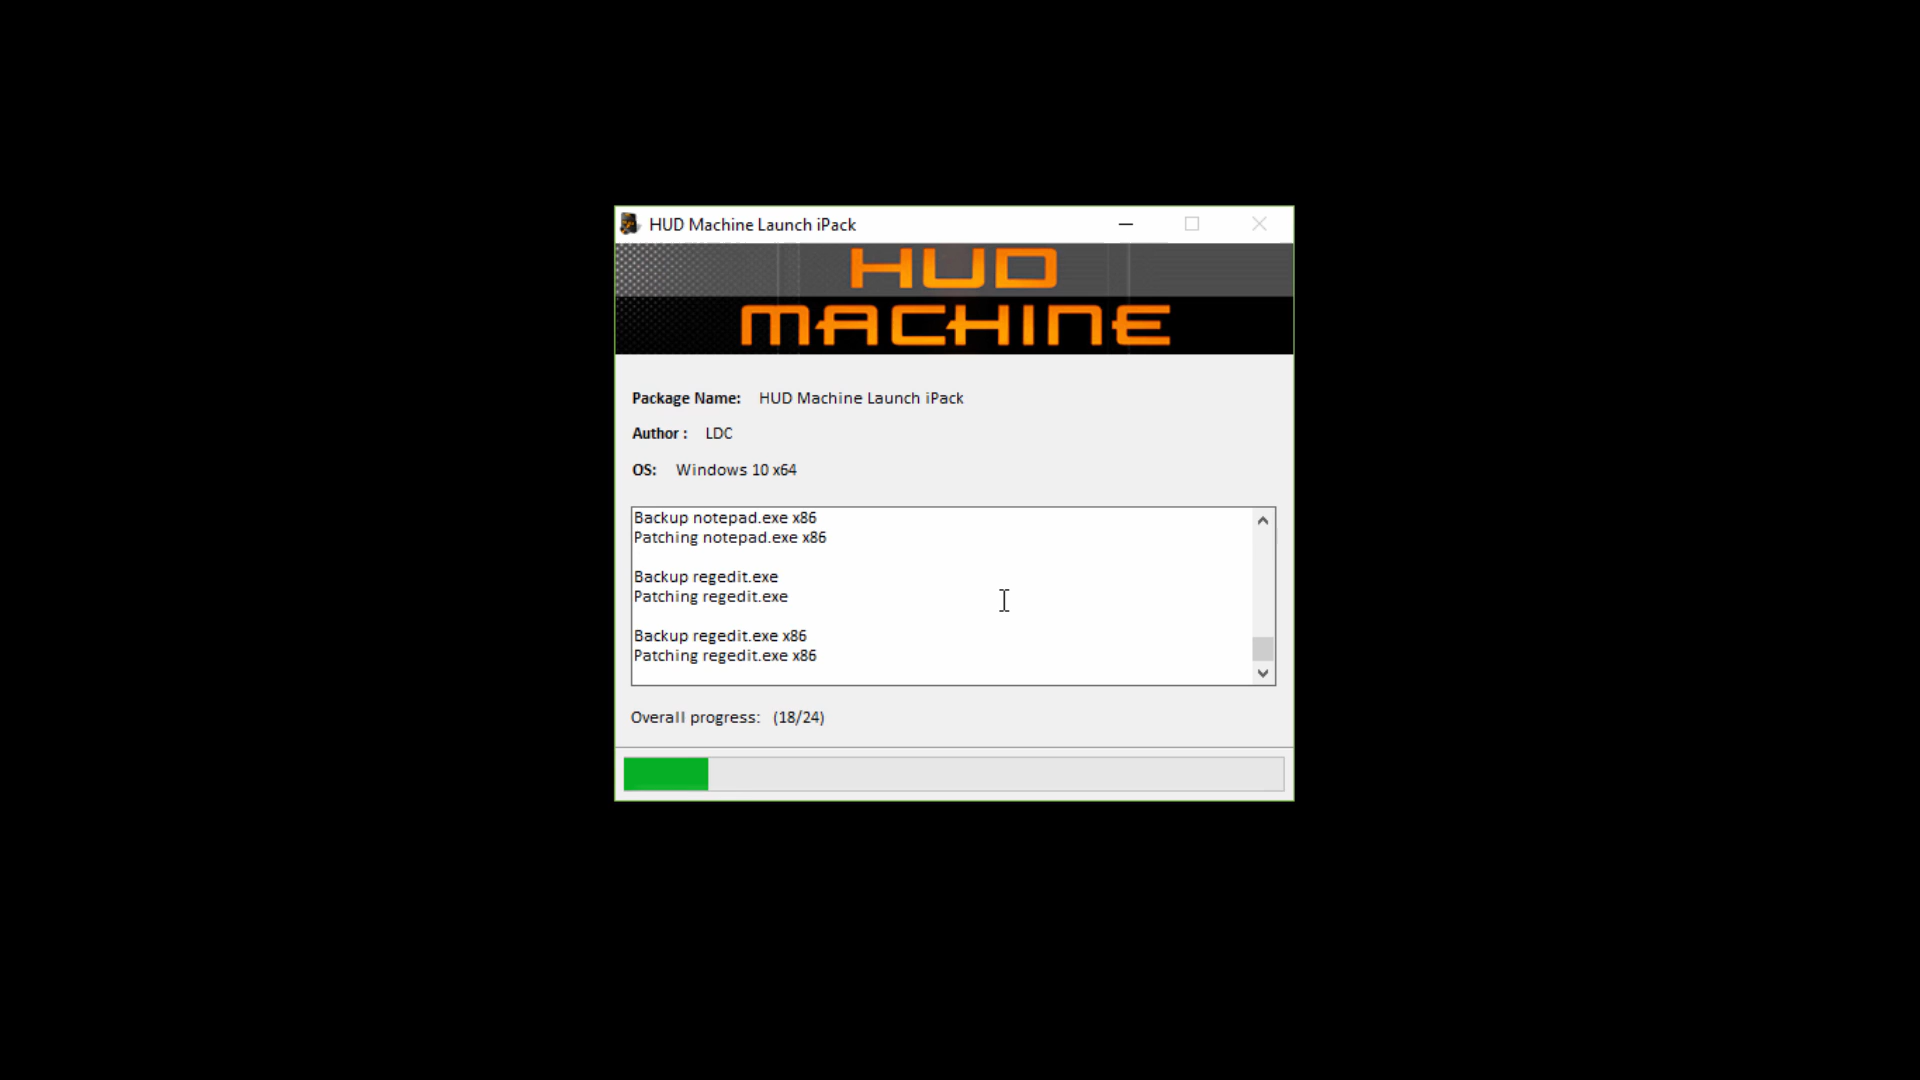 HUD Machine Launch iPack
HUD
MACHINE
Package Name: HUD Machine Launch iPack
Author : LDC
OS: Windows 10 x64
Backup notepad.exe x86
Patching notepad.exe x86
Backup regedit.exe
Patching regedit.exe
Backup regedit.exe x86
Patching regedit.exe x86
Overall progress: (18/24)